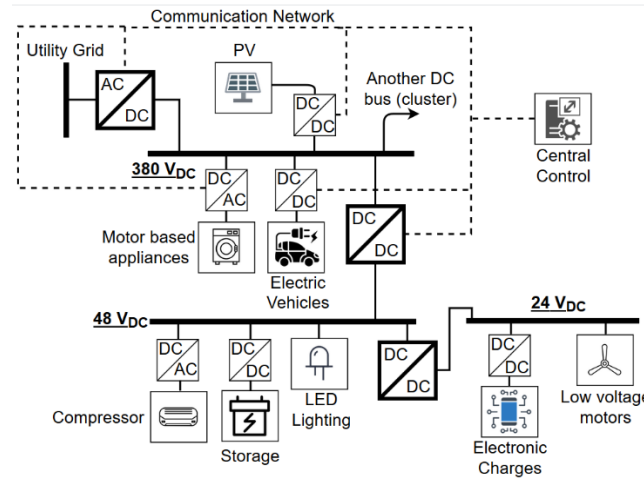 Communication Network
Utility Grid
PV
AC
DC
Another DC
bus (cluster)
DC
DC
Central
Control
380 VDC
DC
AC
DC
DC
Motor based
appliances
Electric
Vehicles
DC
DC
48 VDC
24 VDC
DC
AC
DC
DC
LED
Lighting
DC
DC
DC
DC
Compressor
Storage
Electronic
Charges
Low voltage
motors